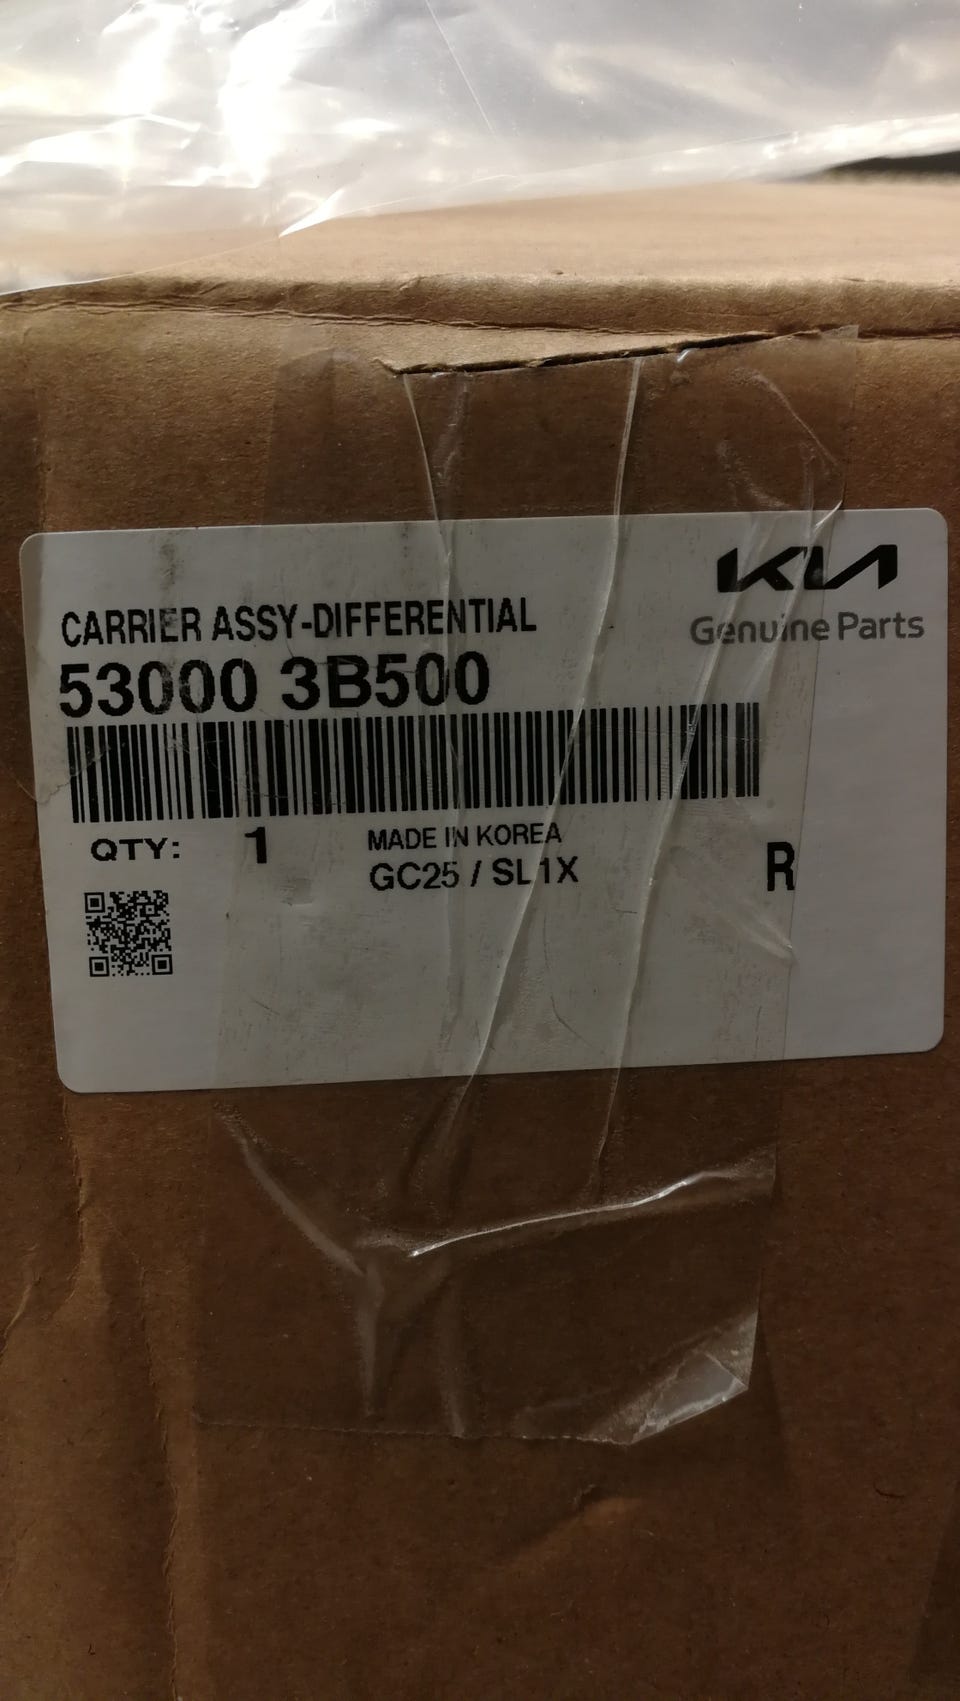 KIA
Genuine Parts
CARRIER ASSY-DIFFERENTIAL
53000 3B500
QTY: 1 MADE IN KOREA
GC25 / SL1X R